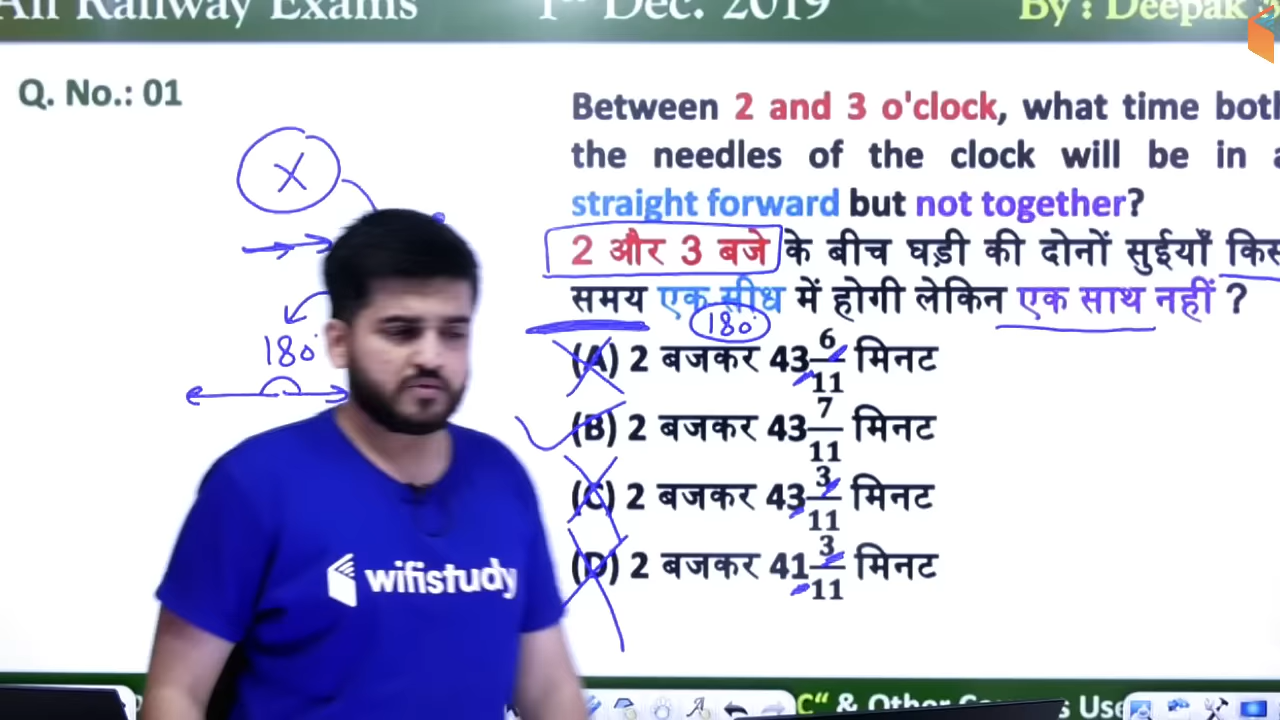 All Railway Exams 1st Dec. 2019 By : Deepak
Q. No.: 01
Between 2 and 3 o'clock, what time both
the needles of the clock will be in a
straight forward but not together?
2 और 3 बजे के बीच घड़ी की दोनों सुईयाँ किस
समय एक सीध में होगी लेकिन एक साथ नहीं ?
180°
180°
(A) 2 बजकर 43 6/11 मिनट
(B) 2 बजकर 43 7/11 मिनट
(C) 2 बजकर 43 3/11 मिनट
(D) 2 बजकर 41 3/11 मिनट
wifistudy
C“ & Other Use